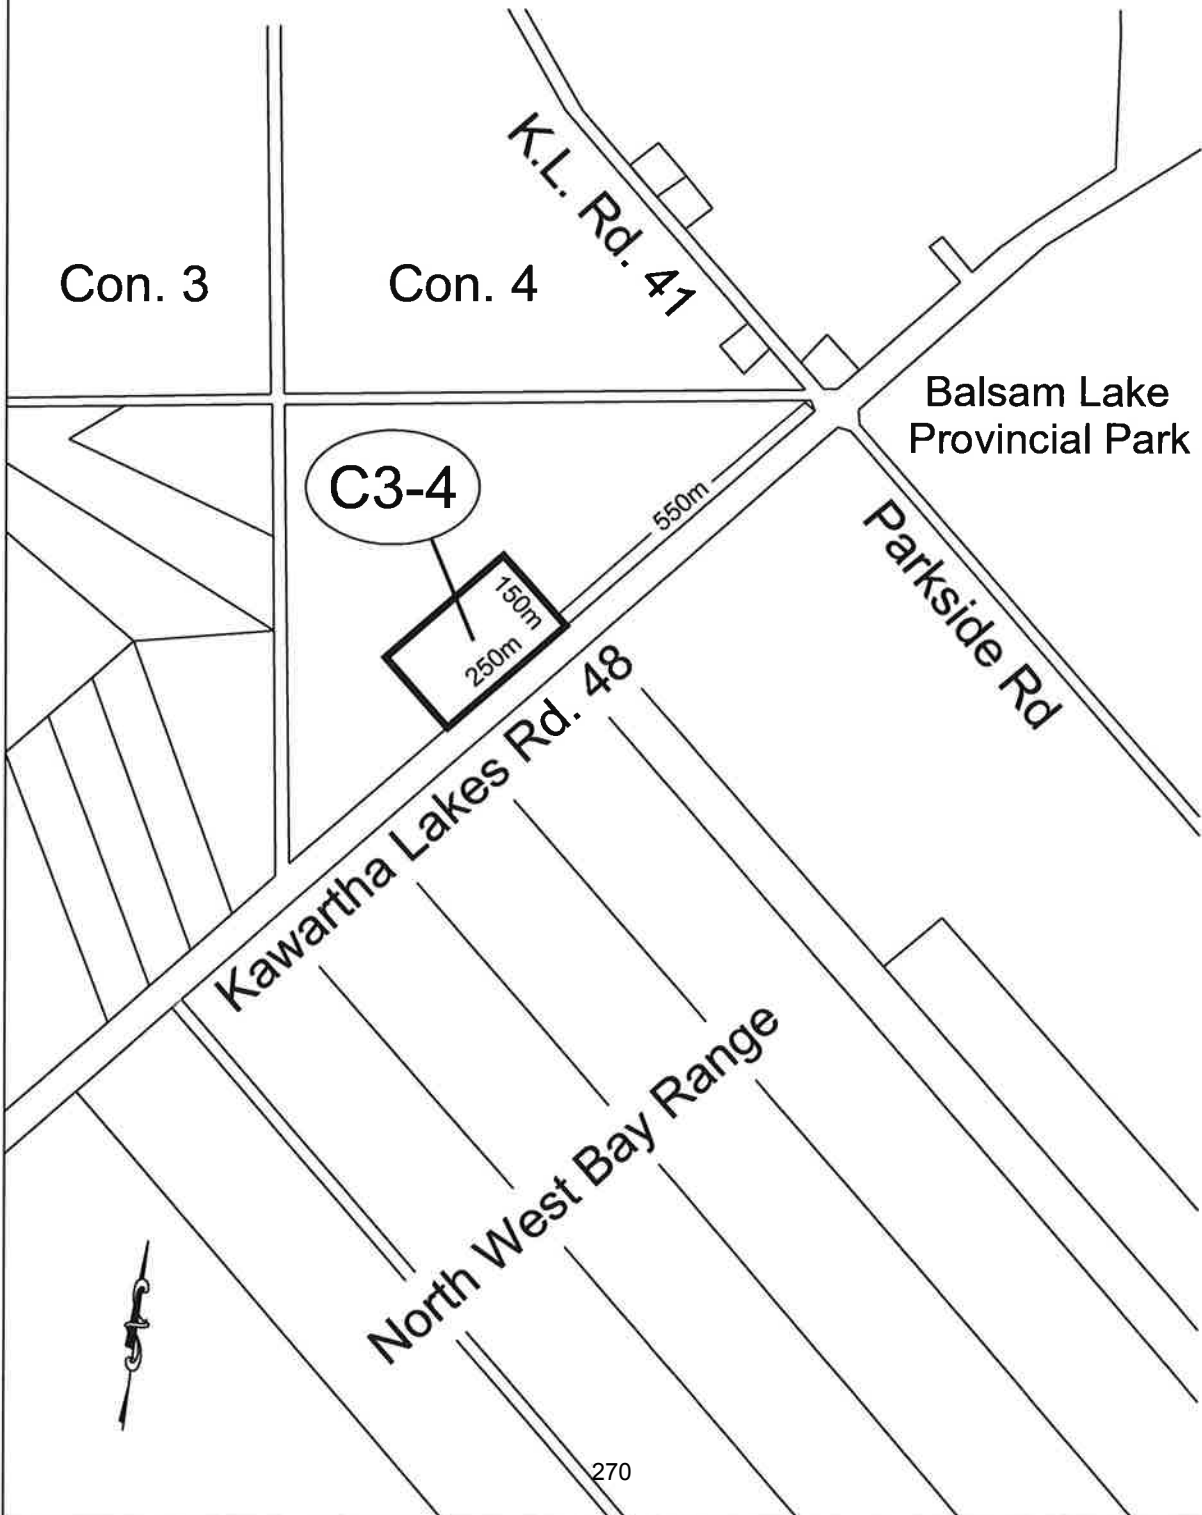 K.L. Rd. 41
Con. 3
Con. 4
Balsam Lake
Provincial Park
C3-4
550m
Parkside Rd
150m
250m
Kawartha Lakes Rd. 48
North West Bay Range
270